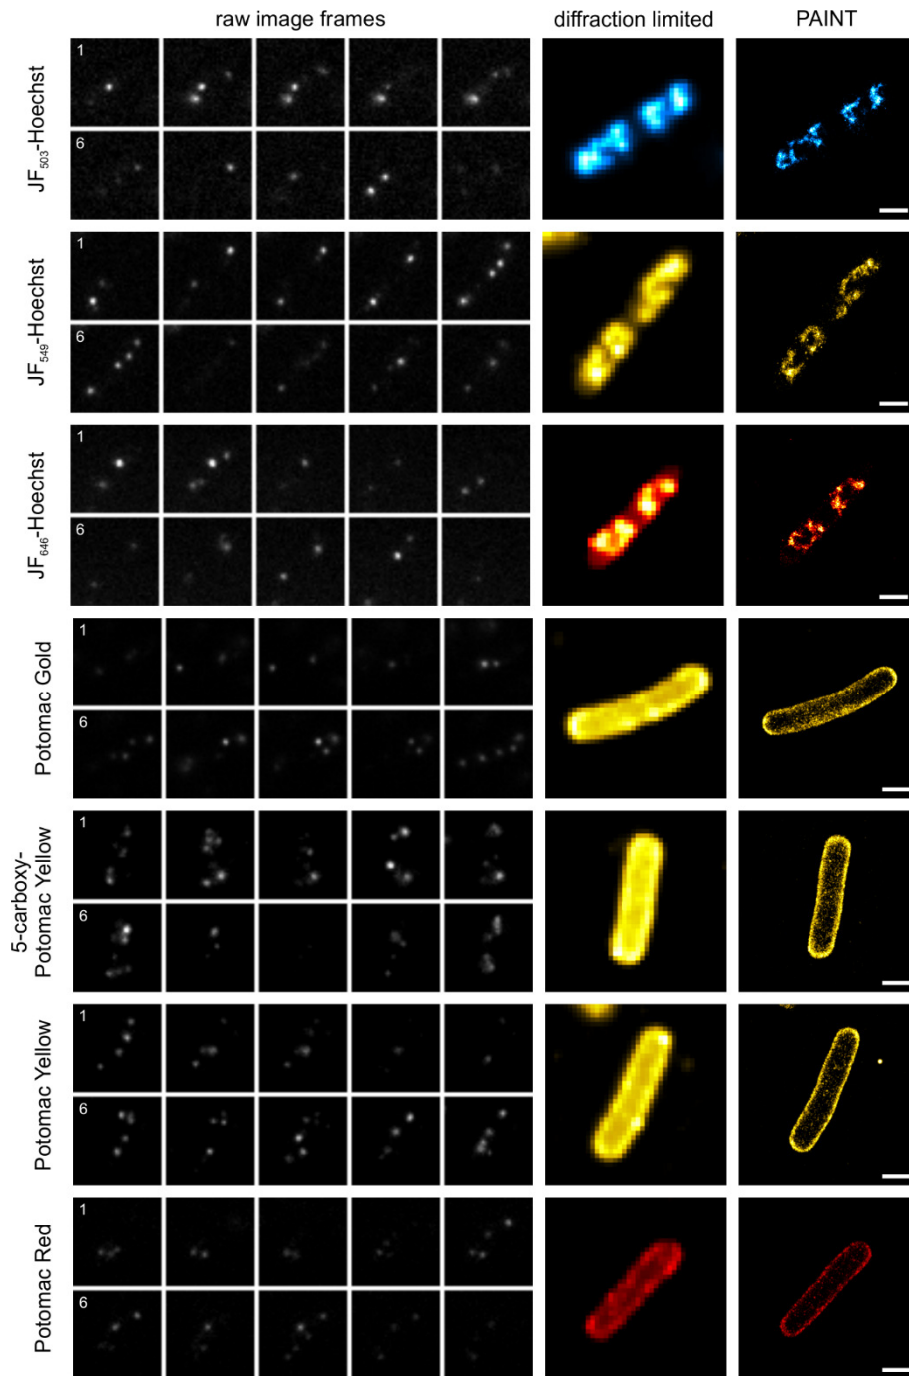 raw image frames diffraction limited PAINT
JF₅₀₃-Hoechst
1
6
JF₅₄₉-Hoechst
1
6
JF₆₄₆-Hoechst
1
6
Potomac Gold
1
6
5-carboxy-
Potomac Yellow
1
6
Potomac Yellow
1
6
Potomac Red
1
6